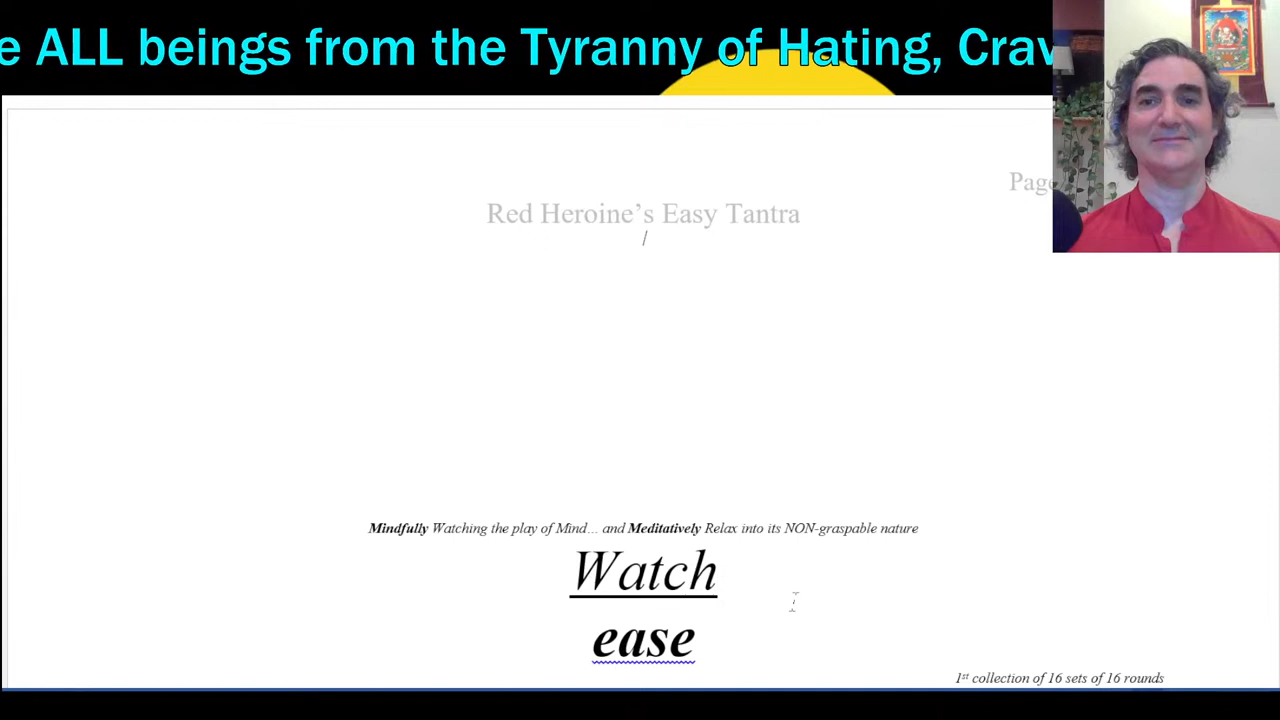 e ALL beings from the Tyranny of Hating, Crav
Page
Red Heroine’s Easy Tantra
/
Mindfully Watching the play of Mind… and Meditatively Relax into its NON-graspable nature
Watch
ease
1st collection of 16 sets of 16 rounds